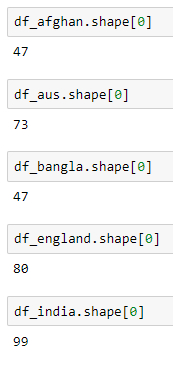 df_afghan.shape[0]
47
df_aus.shape[0]
73
df_bangla.shape[0]
47
df_england.shape[0]
80
df_india.shape[0]
99